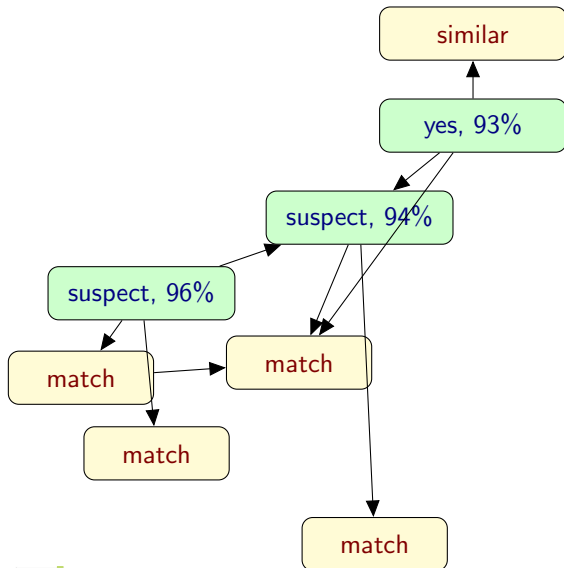 similar
yes, 93%
suspect, 94%
suspect, 96%
match
match
match
match